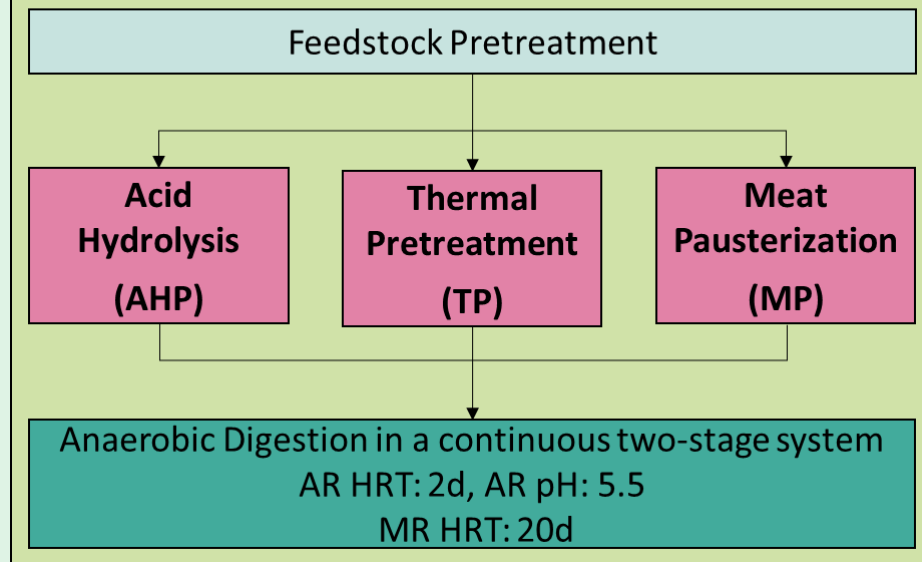 Feedstock Pretreatment
Acid
Hydrolysis
(AHP)
Thermal
Pretreatment
(TP)
Meat
Pausterization
(MP)
Anaerobic Digestion in a continuous two-stage system
AR HRT: 2d, AR pH: 5.5
MR HRT: 20d